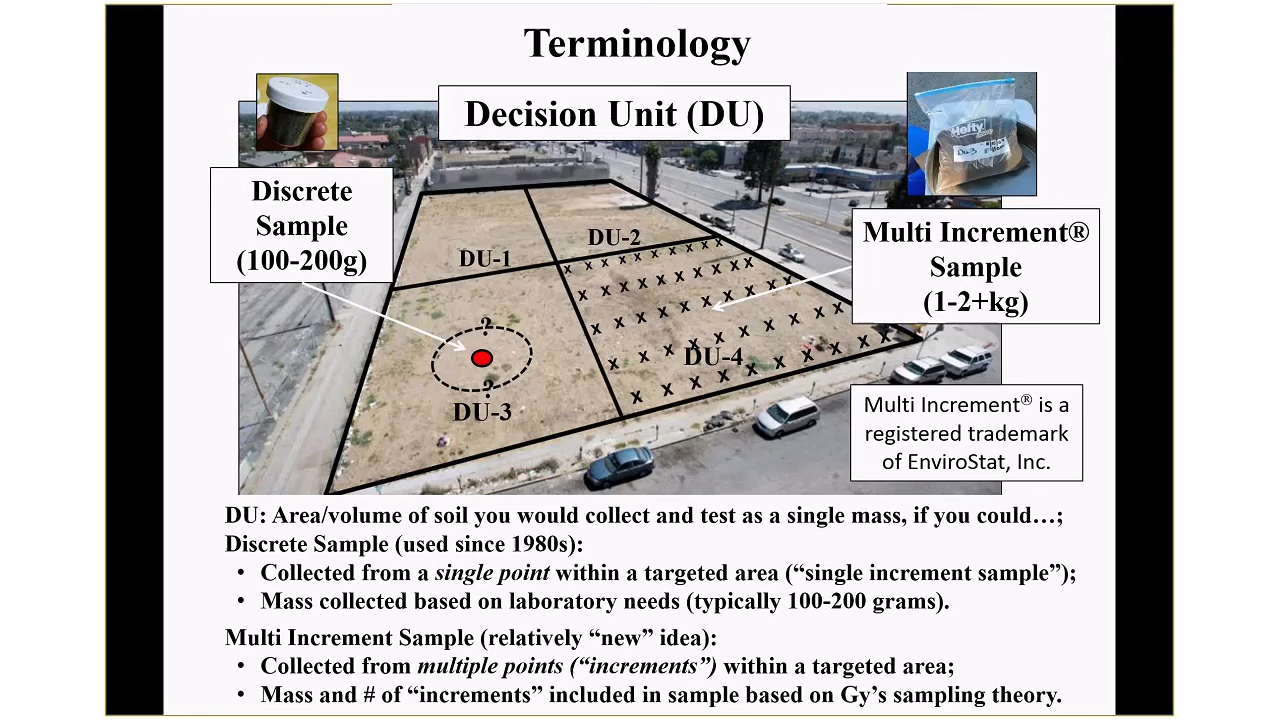 Terminology
Decision Unit (DU)
Hefty
Discrete
Sample
(100-200g)
Multi Increment®
Sample
(1-2+kg)
DU-1
DU-2
X X X X X X X X X X
X X X X X X X X X
X X X X X X X X X
X X X X X X X X X
X X X X X X X X X X
?
?
DU-3
DU-4
Multi Increment® is a
registered trademark
of EnviroStat, Inc.
DU: Area/volume of soil you would collect and test as a single mass, if you could…;
Discrete Sample (used since 1980s):
• Collected from a single point within a targeted area (“single increment sample”);
• Mass collected based on laboratory needs (typically 100-200 grams).
Multi Increment Sample (relatively “new” idea):
• Collected from multiple points (“increments”) within a targeted area;
• Mass and # of “increments” included in sample based on Gy’s sampling theory.